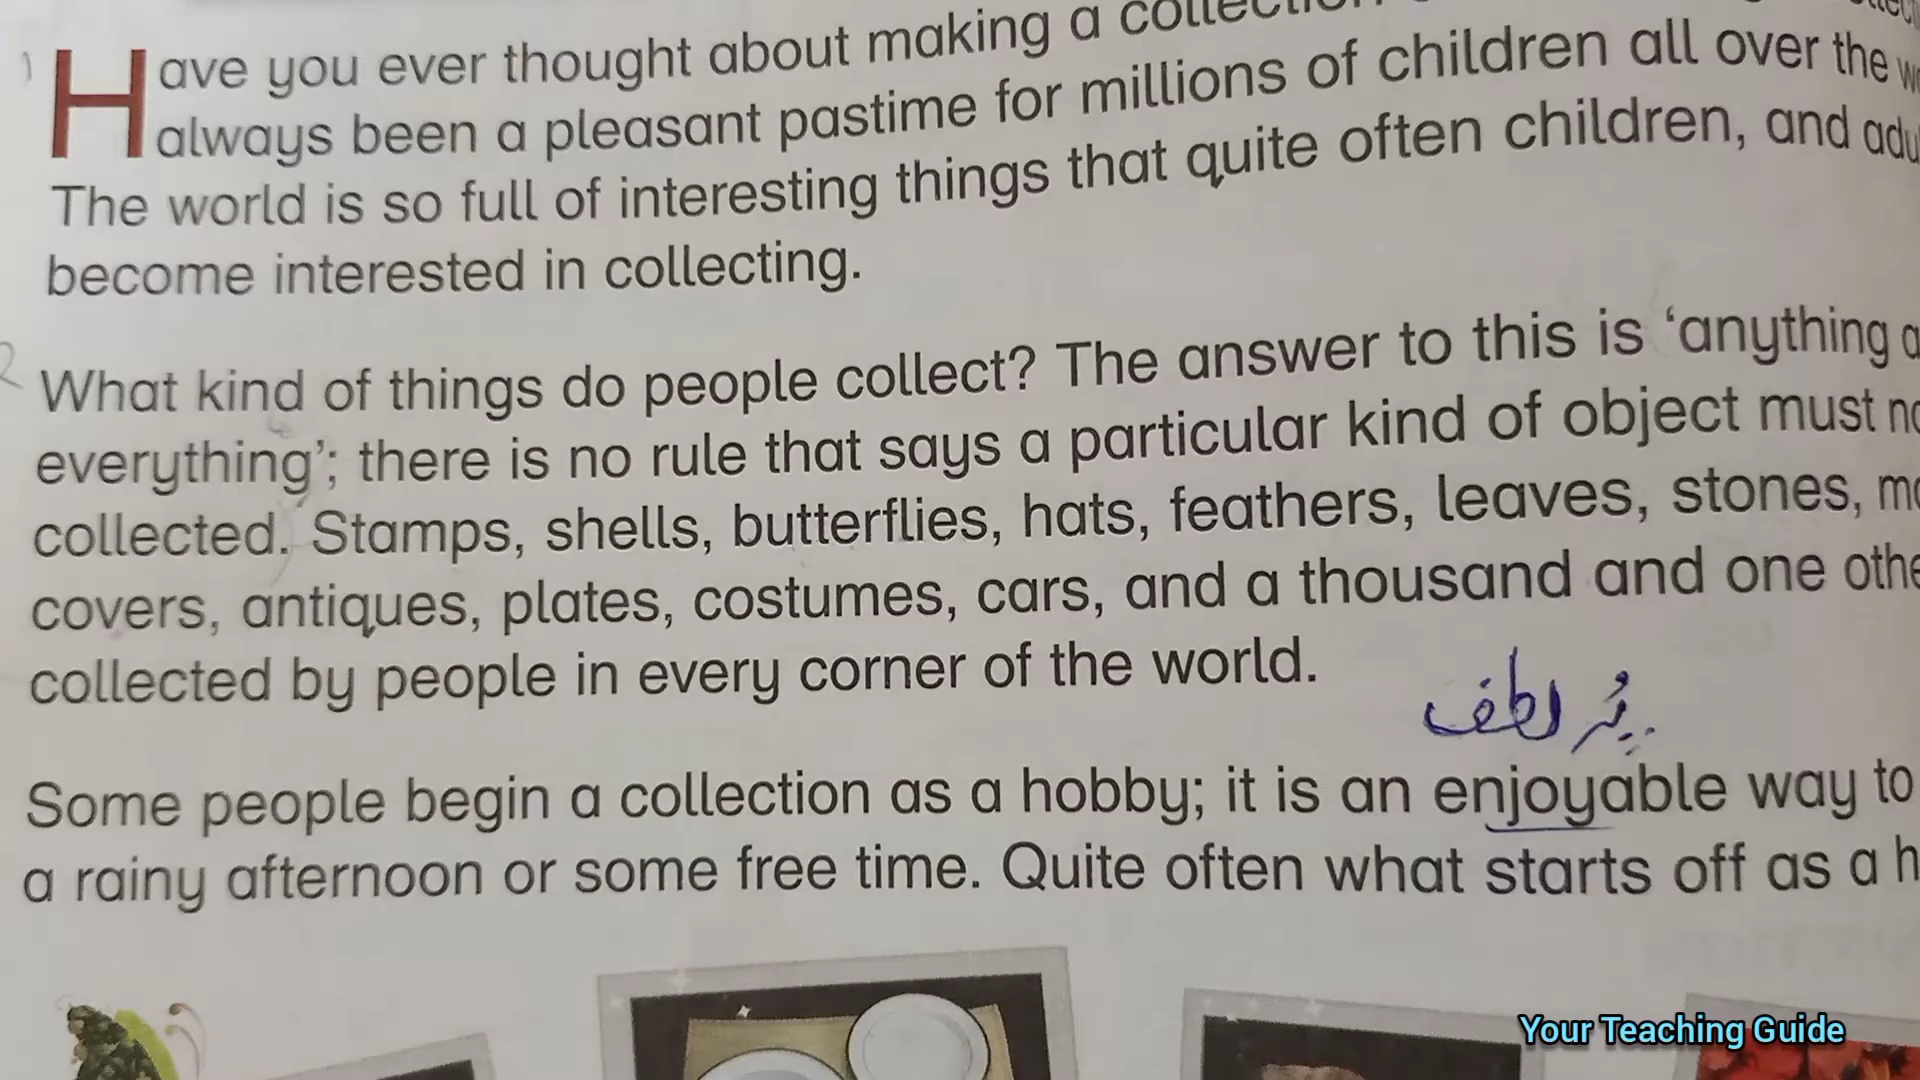 Have you ever thought about making a
always been a pleasant pastime for millions of children all over the
The world is so full of interesting things that quite often children, and
become interested in collecting.
What kind of things do people collect? The answer to this is ‘anything
everything’; there is no rule that says a particular kind of object must
collected. Stamps, shells, butterflies, hats, feathers, leaves, stones,
covers, antiques, plates, costumes, cars, and a thousand and one
collected by people in every corner of the world.
پُر لطف
Some people begin a collection as a hobby; it is an enjoyable way to
a rainy afternoon or some free time. Quite often what starts off as a
Your Teaching Guide